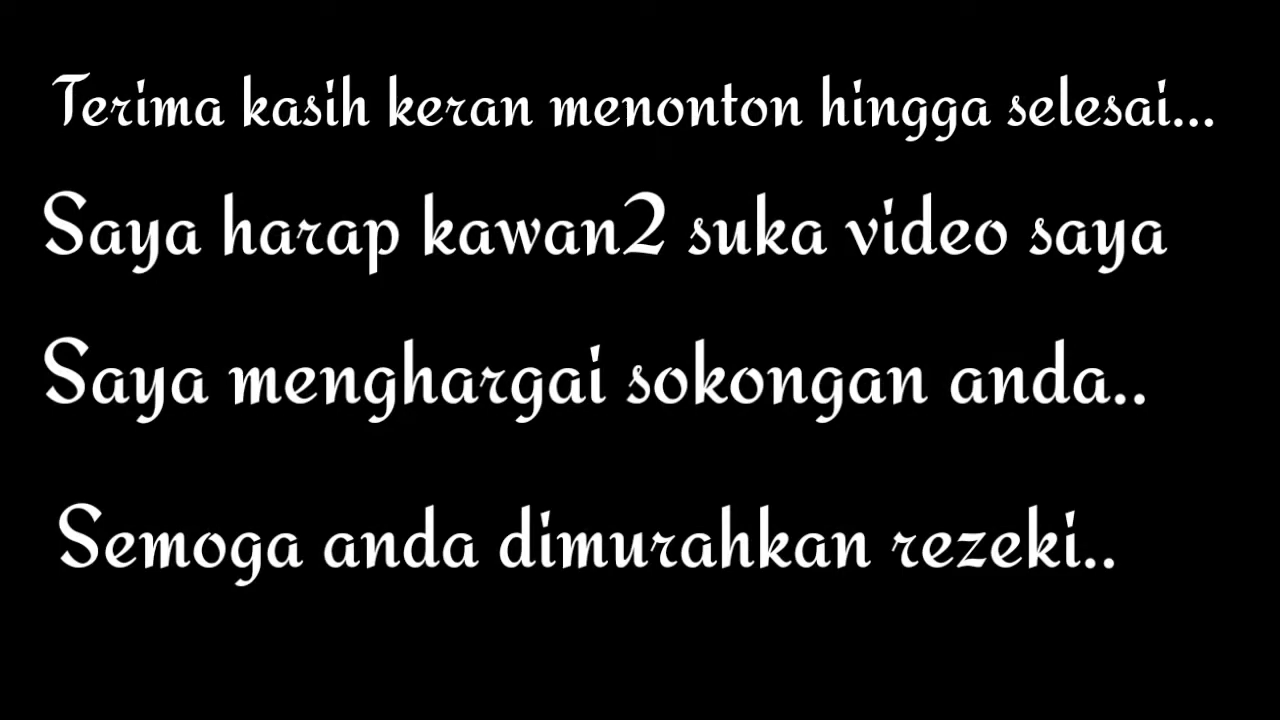 Terima kasih keran menonton hingga selesai...
Saya harap kawan2 suka video saya
Saya menghargai sokongan anda..
Semoga anda dimurahkan rezeki..